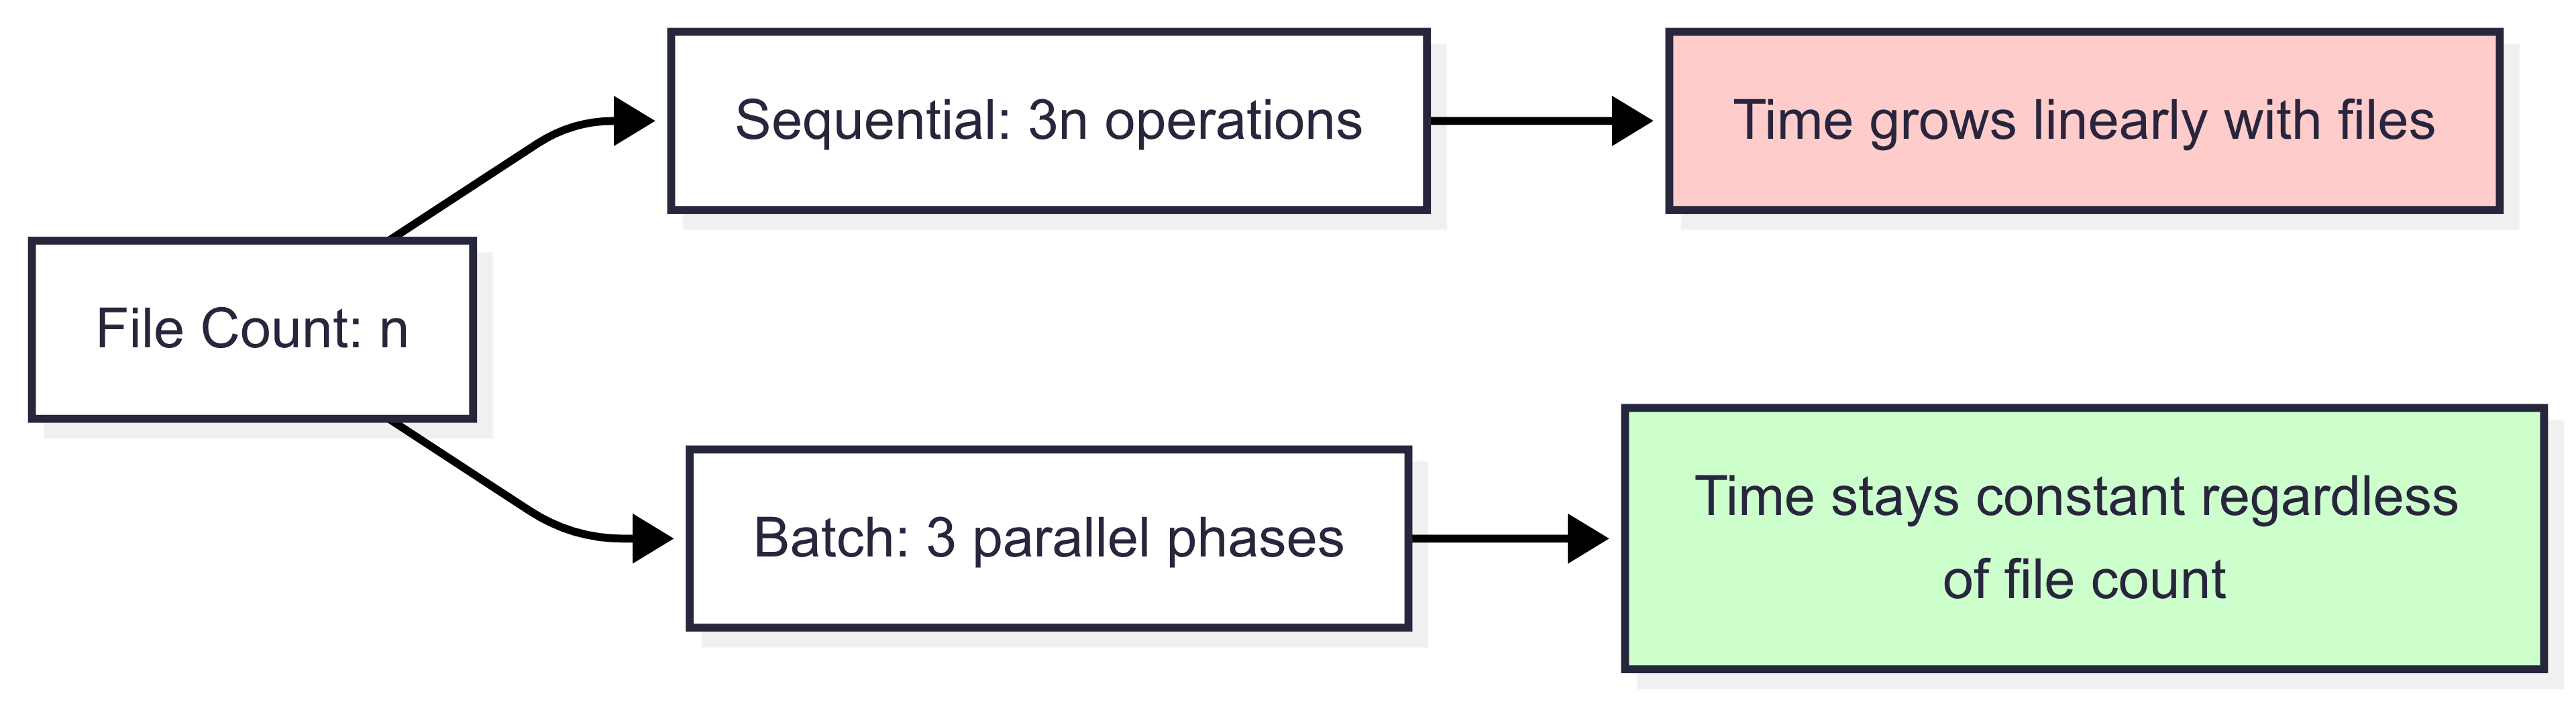 File Count: n
Sequential: 3n operations
Time grows linearly with files
Batch: 3 parallel phases
Time stays constant regardless
of file count